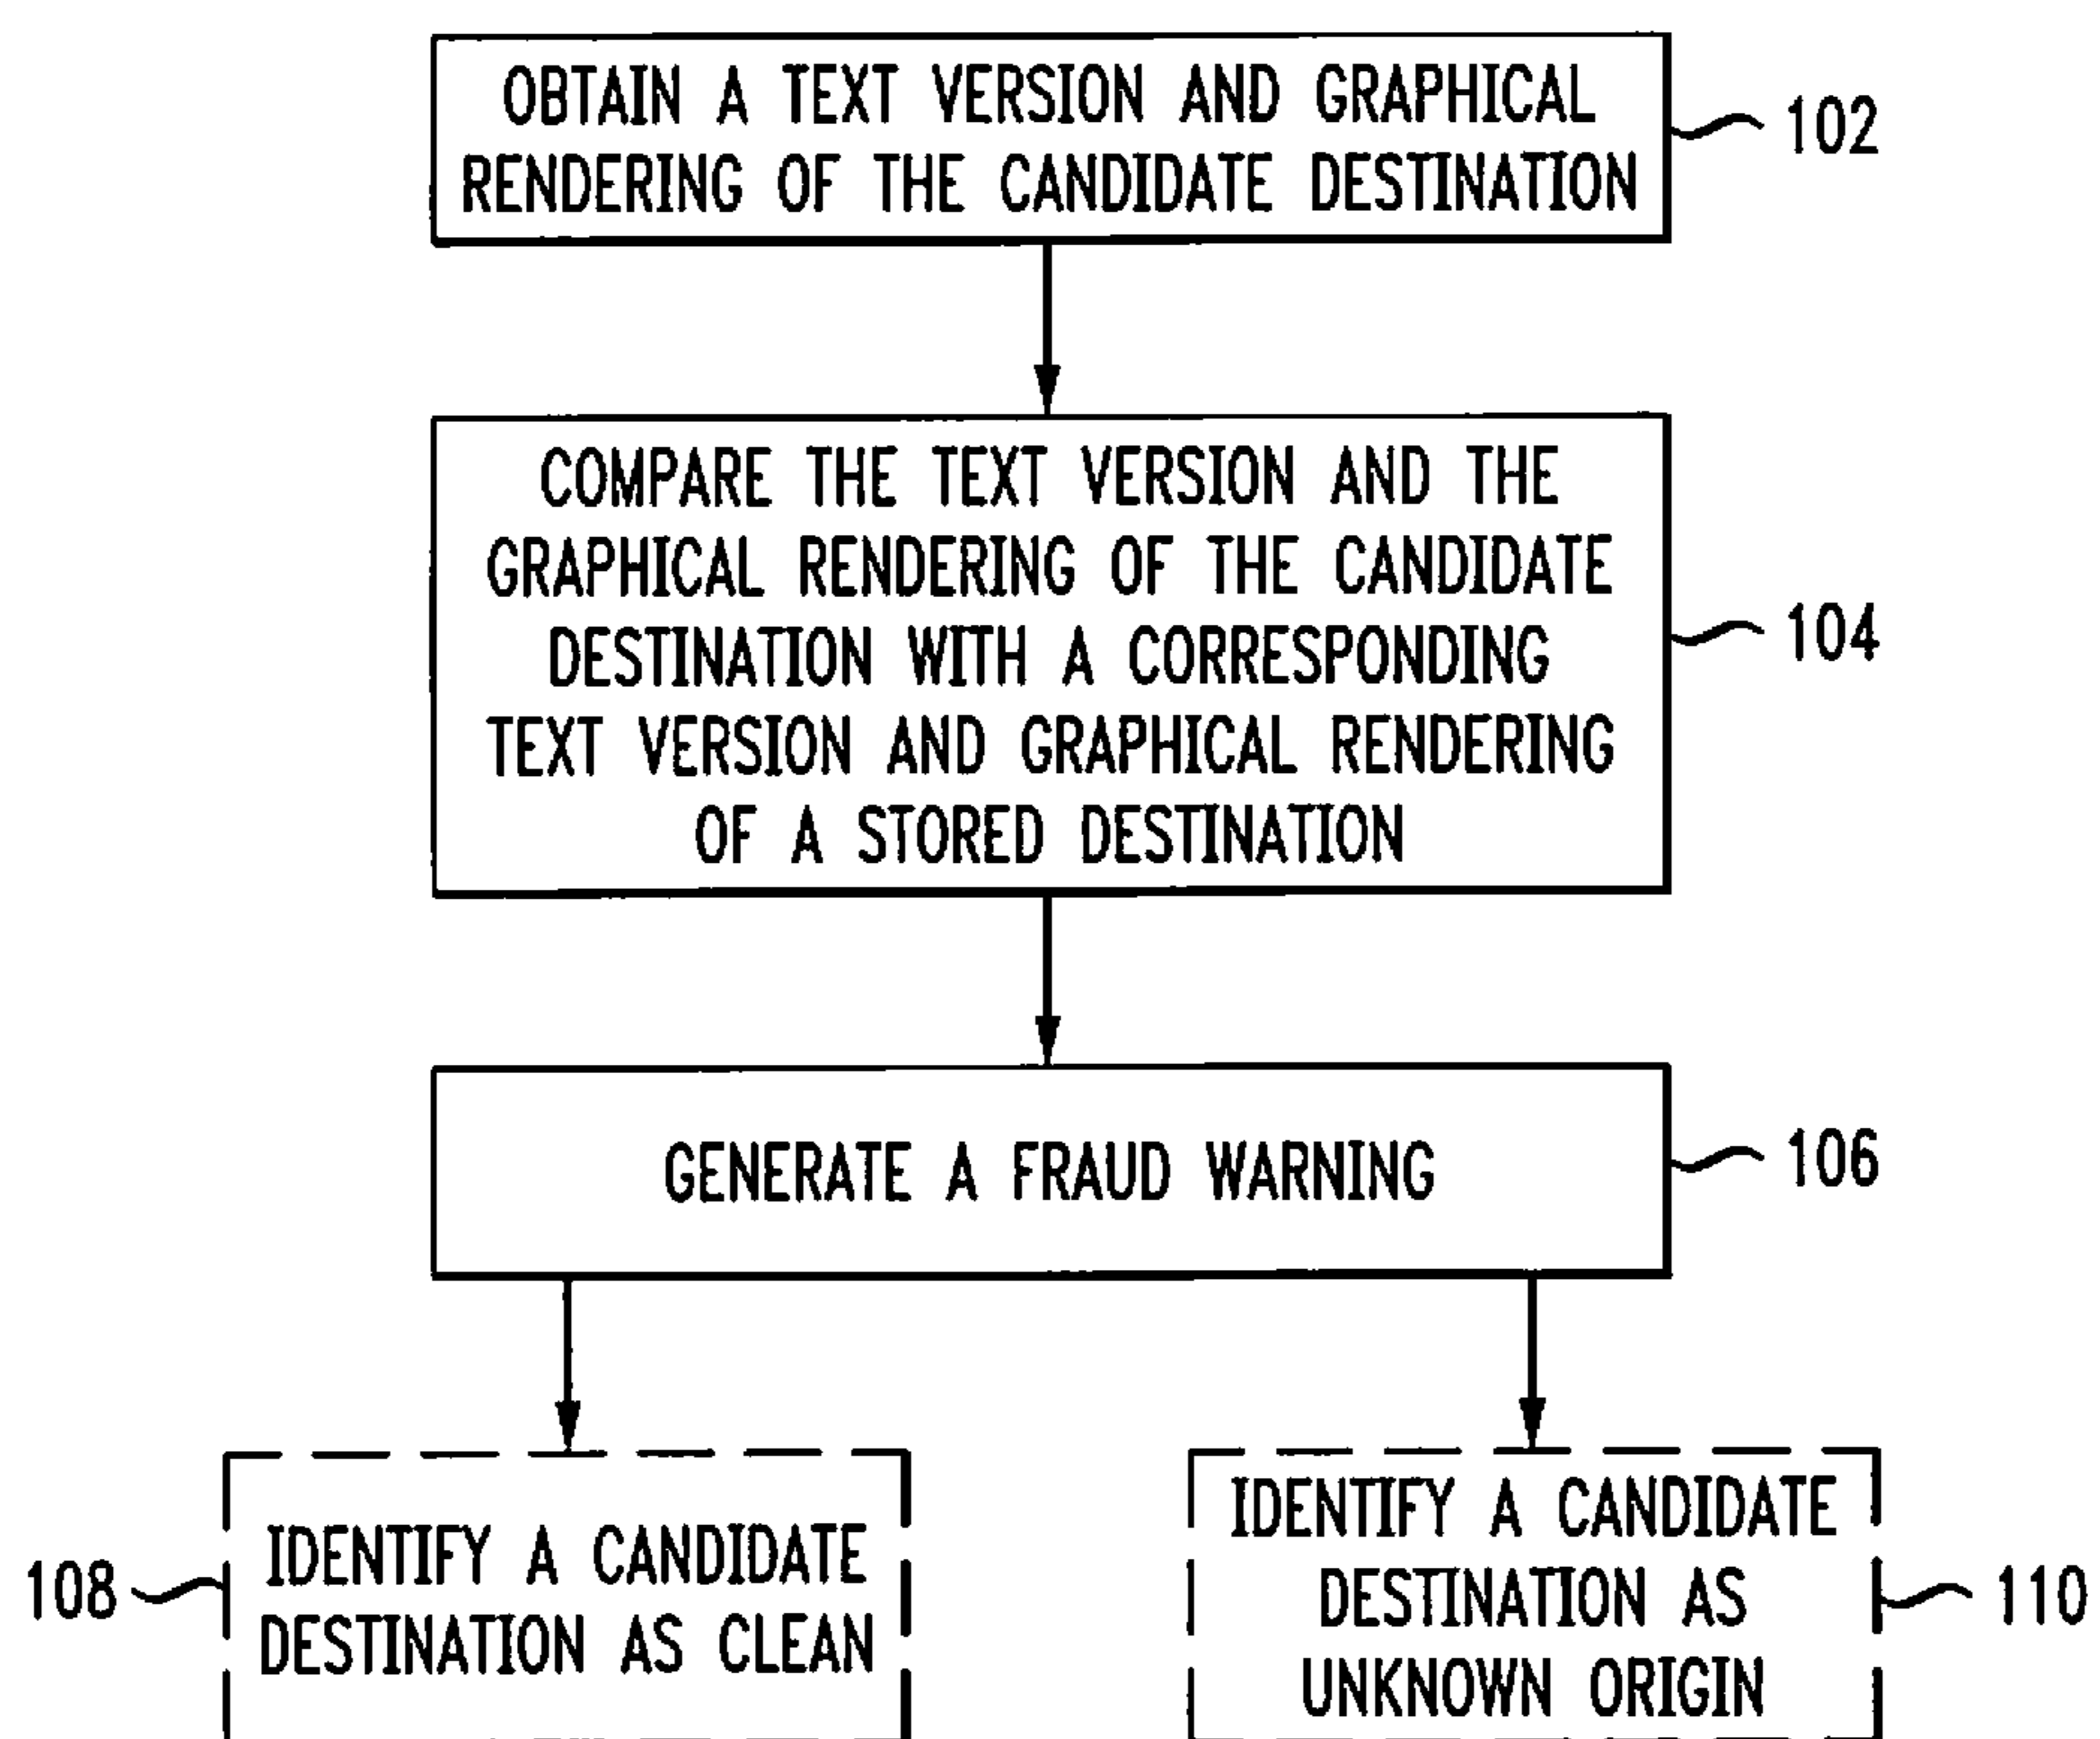 OBTAIN A TEXT VERSION AND GRAPHICAL
RENDERING OF THE CANDIDATE DESTINATION
102
COMPARE THE TEXT VERSION AND THE
GRAPHICAL RENDERING OF THE CANDIDATE
DESTINATION WITH A CORRESPONDING
TEXT VERSION AND GRAPHICAL RENDERING
OF A STORED DESTINATION
104
GENERATE A FRAUD WARNING
106
108
IDENTIFY A CANDIDATE
DESTINATION AS CLEAN
IDENTIFY A CANDIDATE
DESTINATION AS
UNKNOWN ORIGIN
110